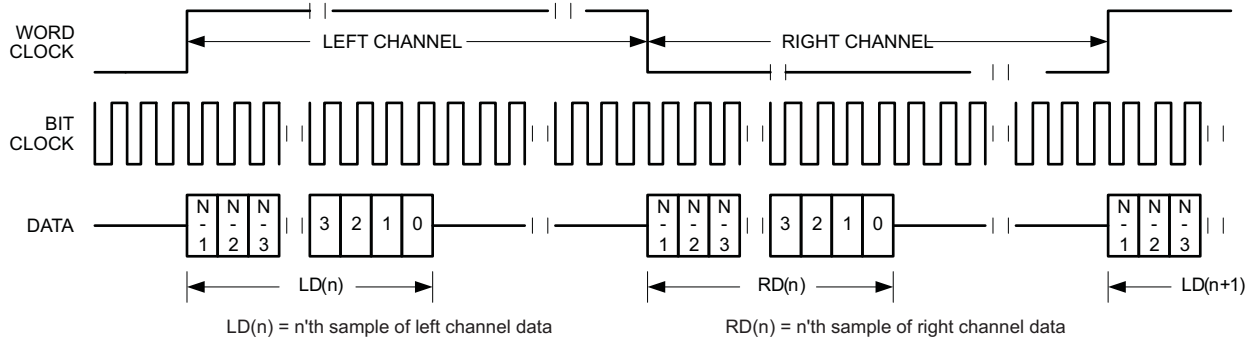 WORD
CLOCK
LEFT CHANNEL
RIGHT CHANNEL
BIT
CLOCK
DATA
N
-
1
N
-
2
N
-
3
3 2 1 0
N
-
1
N
-
2
N
-
3
3 2 1 0
N
-
1
N
-
2
N
-
3
LD(n)
RD(n)
LD(n+1)
LD(n) = n'th sample of left channel data
RD(n) = n'th sample of right channel data